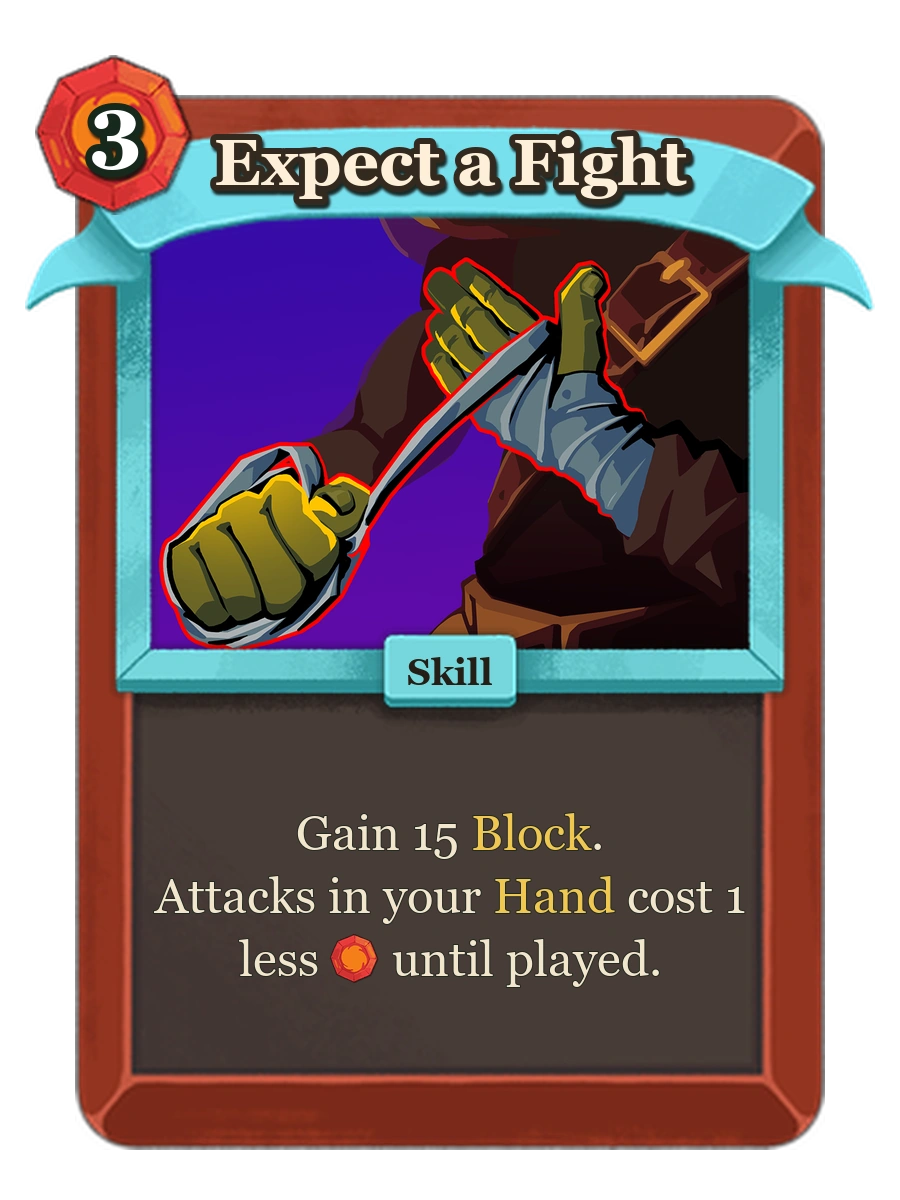 3
Expect a Fight
Skill
Gain 15 Block.
Attacks in your Hand cost 1
less until played.